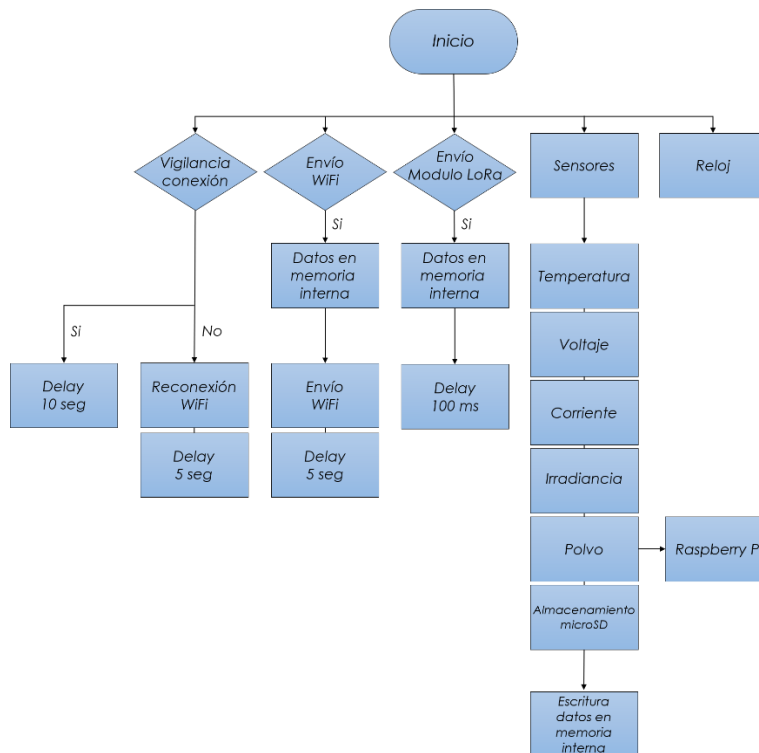 Inicio
Vigilancia
conexión
Envío
WiFi
Envío
Modulo LoRa
Sensores
Reloj
Si
Si
Datos en
memoria
interna
Datos en
memoria
interna
Temperatura
Si
No
Voltaje
Delay
10 seg
Reconexión
WiFi
Envío
WiFi
Delay
100 ms
Corriente
Delay
5 seg
Delay
5 seg
Irradiancia
Polvo
Raspberry P
Almacenamiento
microSD
Escritura
datos en
memoria
interna